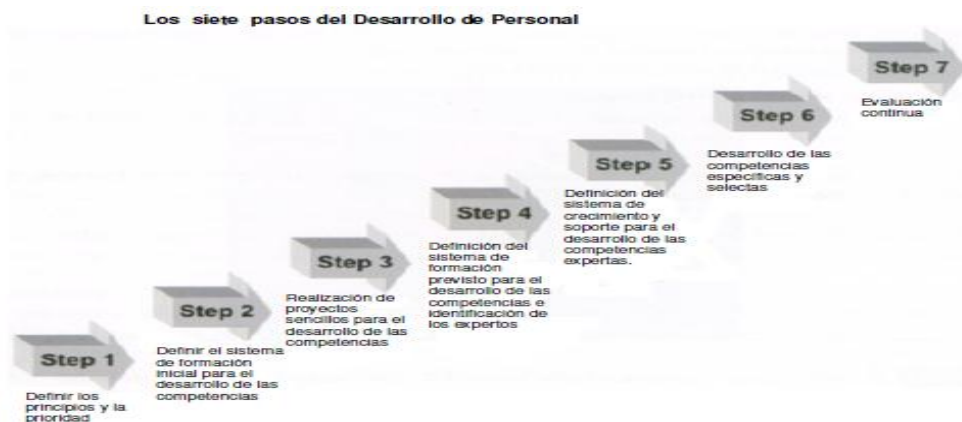 Los siete pasos del Desarrollo de Personal
Step 1
Definir los
principios y la
prioridad
Step 2
Definir el sistema
de formación
inicial para el
desarrollo de las
competencias
Step 3
Realización de
proyectos
sencillos para el
desarrollo de las
competencias
Step 4
Definición del
sistema de
formación
previsto para el
desarrollo de las
competencias e
identificación de
los expertos
Step 5
Definición del
sistema de
crecimiento y
soporte para el
desarrollo de las
competencias
expertas.
Step 6
Desarrollo de las
competencias
específicas y
selectas
Step 7
Evaluación
continua